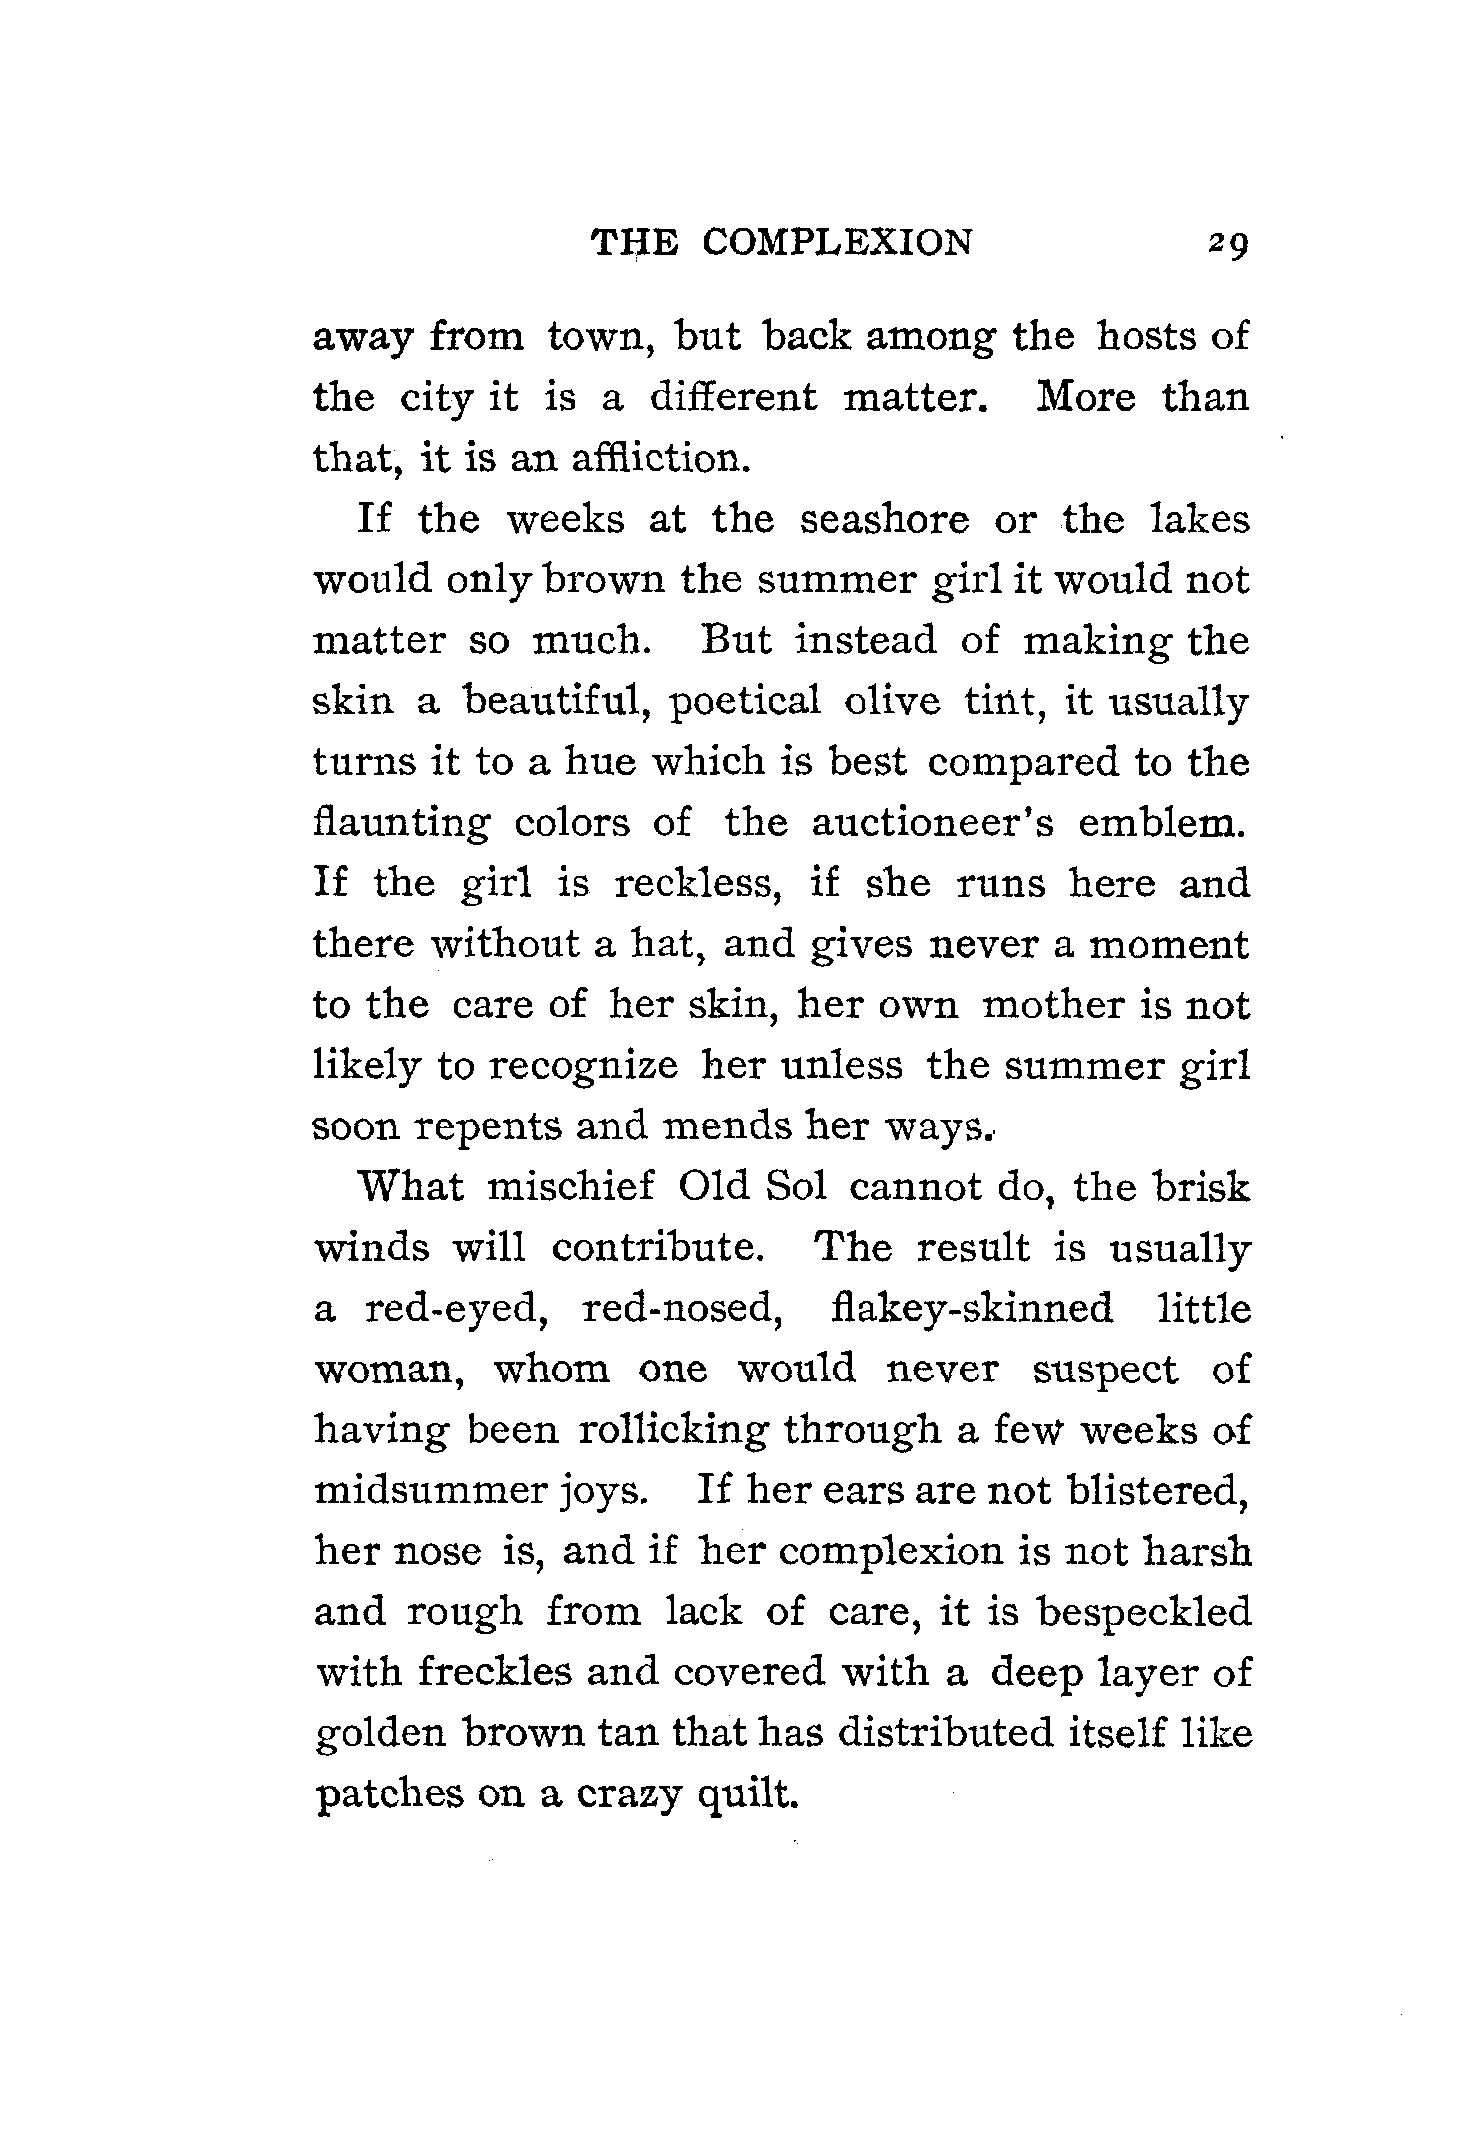 THE COMPLEXION 29
away from town, but back among the hosts of
the city it is a different matter. More than
that, it is an affliction.
If the weeks at the seashore or the lakes
would only brown the summer girl it would not
matter so much. But instead of making the
skin a beautiful, poetical olive tint, it usually
turns it to a hue which is best compared to the
flaunting colors of the auctioneer's emblem.
If the girl is reckless, if she runs here and
there without a hat, and gives never a moment
to the care of her skin, her own mother is not
likely to recognize her unless the summer girl
soon repents and mends her ways.
What mischief Old Sol cannot do, the brisk
winds will contribute. The result is usually
a red-eyed, red-nosed, flakey-skinned little
woman, whom one would never suspect of
having been rollicking through a few weeks of
midsummer joys. If her ears are not blistered,
her nose is, and if her complexion is not harsh
and rough from lack of care, it is bespeckled
with freckles and covered with a deep layer of
golden brown tan that has distributed itself like
patches on a crazy quilt.